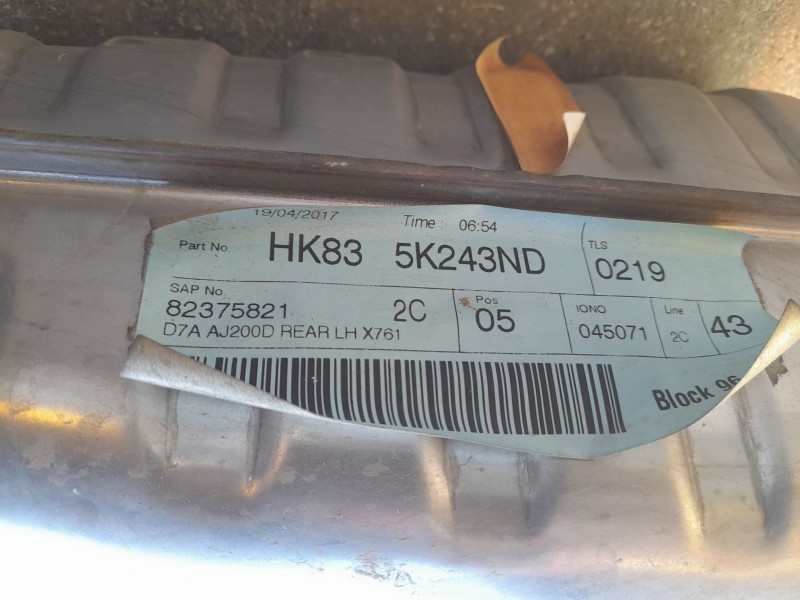 19/04/2017 Time: 06:54
Part No HK83 5K243ND TLS 0219
SAP No. 82375821 2C Pos 05 IONO 045071 Line 2C 43
D7A AJ200D REAR LH X761
Block 96